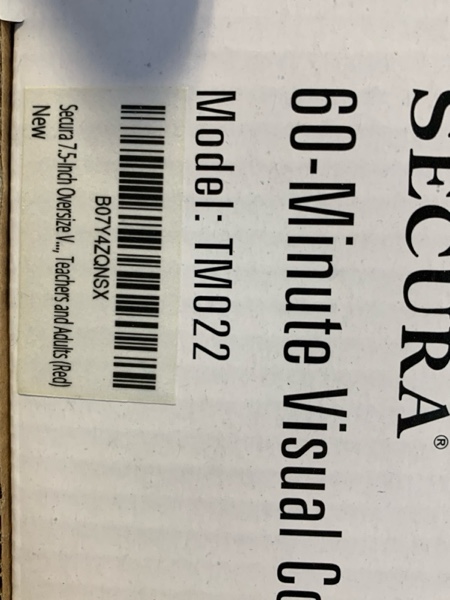 SECURA®
60-Minute Visual Co
Model: TM022
B07Y4ZQNSX
Secura 7.5-Inch Oversize V..., Teachers and Adults (Red)
New